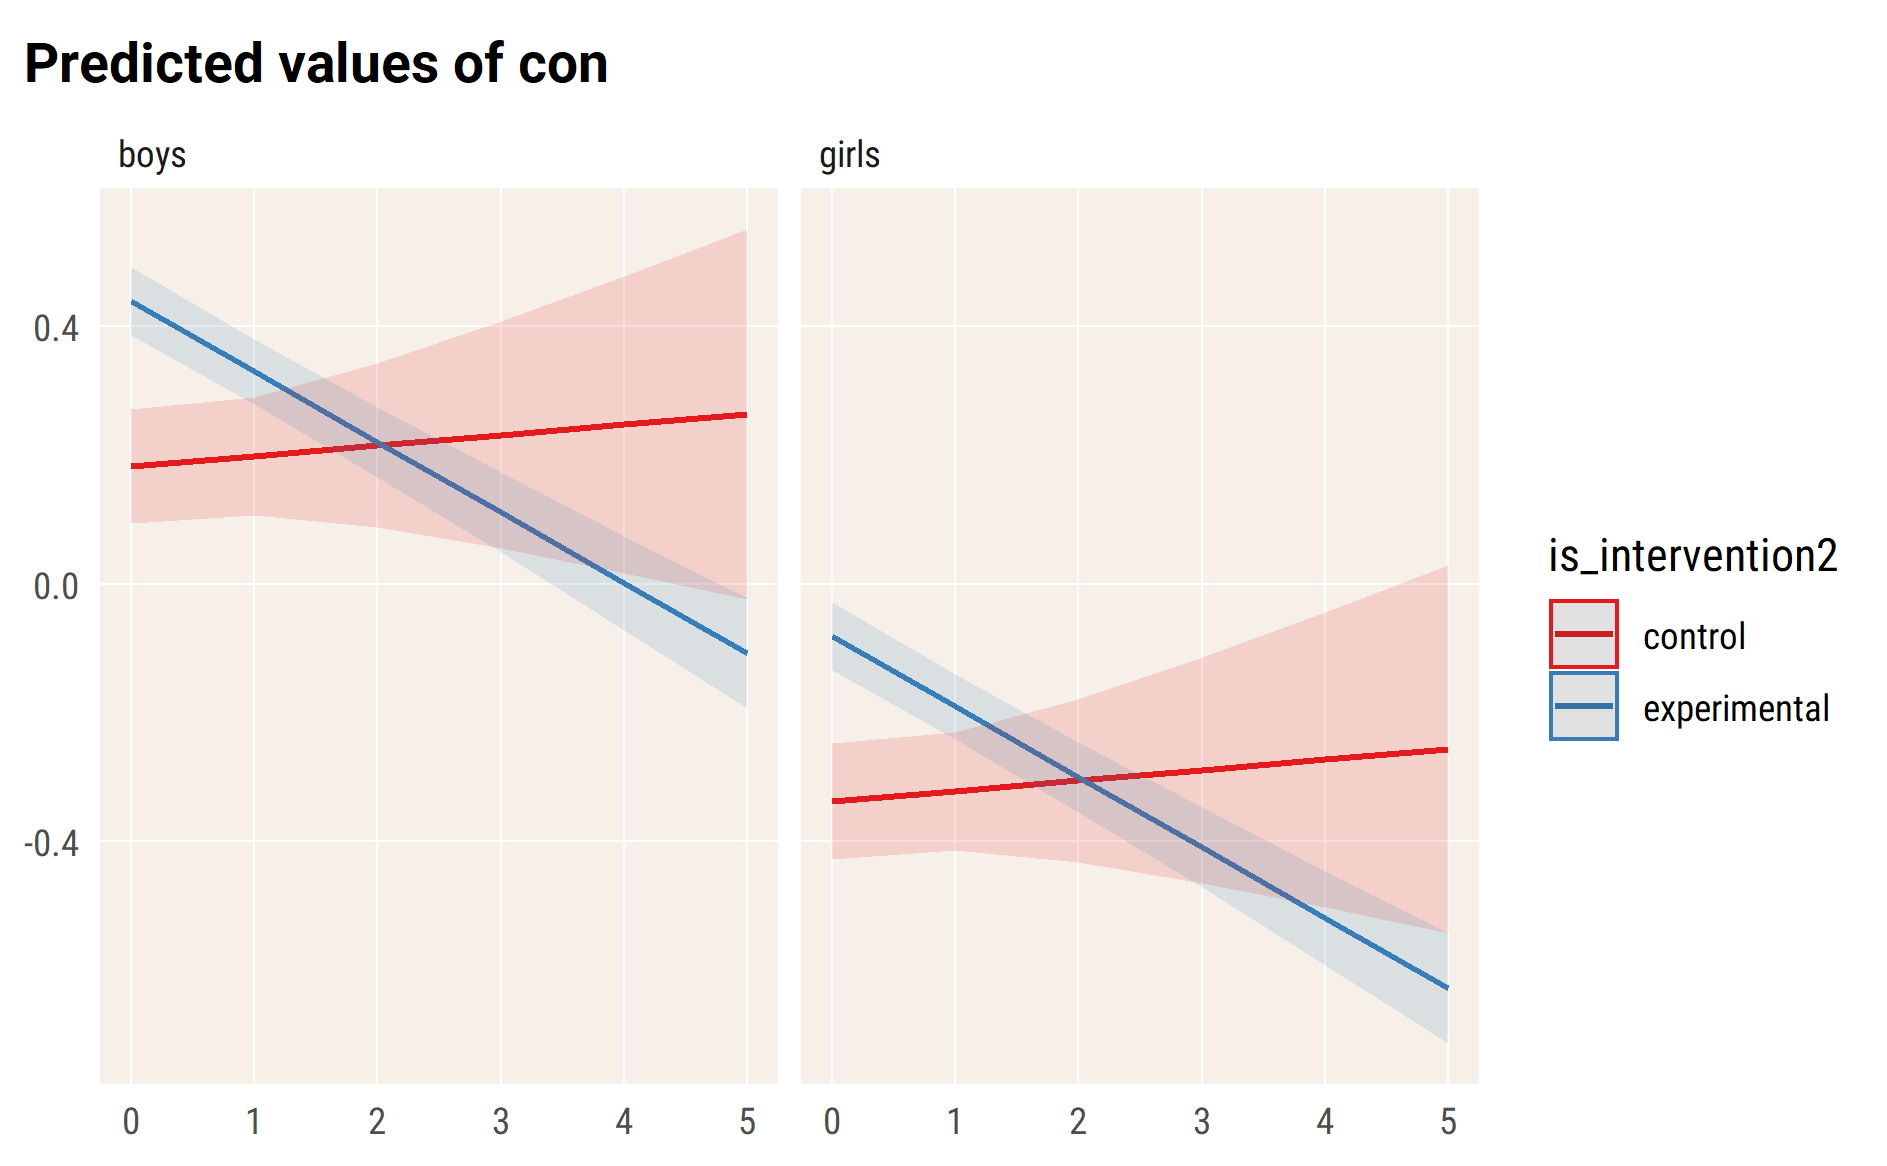 Predicted values of con
boys
girls
0.4
0.0
-0.4
0 1 2 3 4 5
0 1 2 3 4 5
is_intervention2
control
experimental